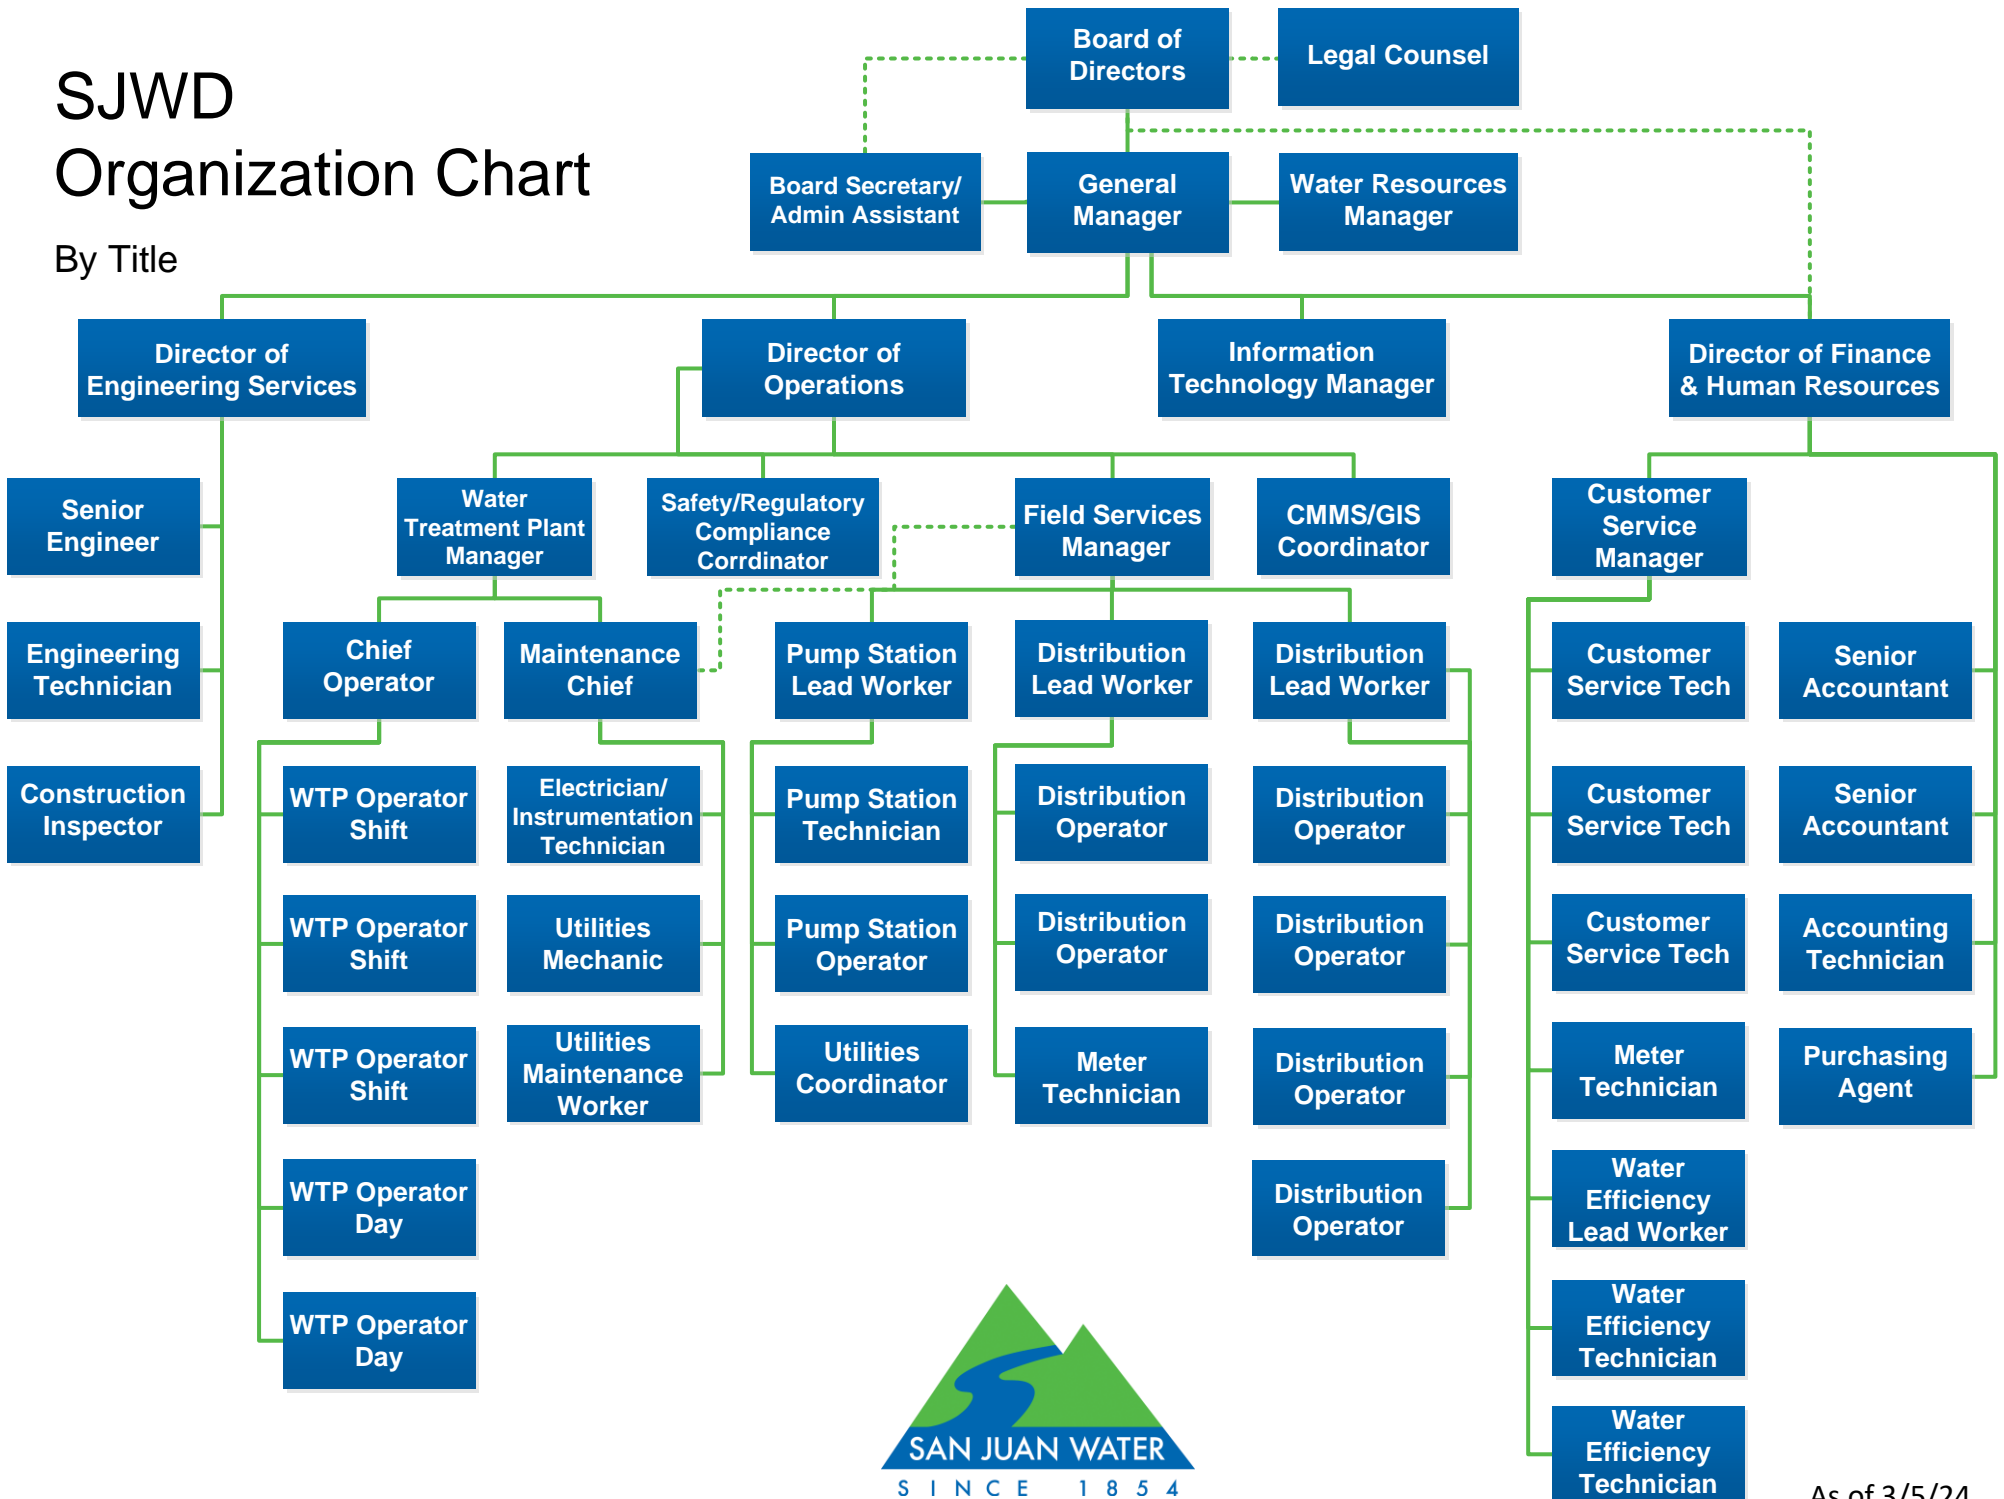 SJWD
Organization Chart
By Title
Board of
Directors
Legal Counsel
Board Secretary/
Admin Assistant
General
Manager
Water Resources
Manager
Director of
Engineering Services
Director of
Operations
Information
Technology Manager
Director of Finance
& Human Resources
Senior
Engineer
Water
Treatment Plant
Manager
Safety/Regulatory
Compliance
Corrdinator
Field Services
Manager
CMMS/GIS
Coordinator
Customer
Service
Manager
Engineering
Technician
Chief
Operator
Maintenance
Chief
Pump Station
Lead Worker
Distribution
Lead Worker
Distribution
Lead Worker
Customer
Service Tech
Senior
Accountant
Construction
Inspector
WTP Operator
Shift
Electrician/
Instrumentation
Technician
Pump Station
Technician
Distribution
Operator
Distribution
Operator
Customer
Service Tech
Senior
Accountant
WTP Operator
Shift
Utilities
Mechanic
Pump Station
Operator
Distribution
Operator
Distribution
Operator
Customer
Service Tech
Accounting
Technician
WTP Operator
Shift
Utilities
Maintenance
Worker
Utilities
Coordinator
Meter
Technician
Distribution
Operator
Meter
Technician
Purchasing
Agent
WTP Operator
Day
Distribution
Operator
Water
Efficiency
Lead Worker
WTP Operator
Day
Water
Efficiency
Technician
Water
Efficiency
Technician
SAN JUAN WATER
SINCE 1854
As of 3/5/24